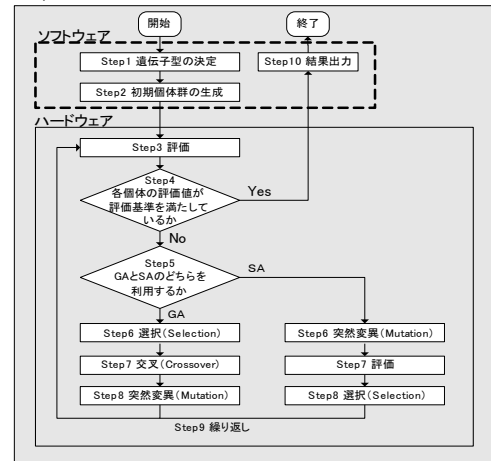 開始
終了
ソフトウェア
Step1 遺伝子型の決定
Step10 結果出力
Step2 初期個体群の生成
ハードウェア
Step3 評価
Step4
各個体の評価値が
評価基準を満たして
いるか
Yes
No
Step5
GAとSAのどちらを
利用するか
SA
GA
Step6 選択(Selection)
Step7 交叉(Crossover)
Step8 突然変異(Mutation)
Step6 突然変異(Mutation)
Step7 評価
Step8 選択(Selection)
Step9 繰り返し